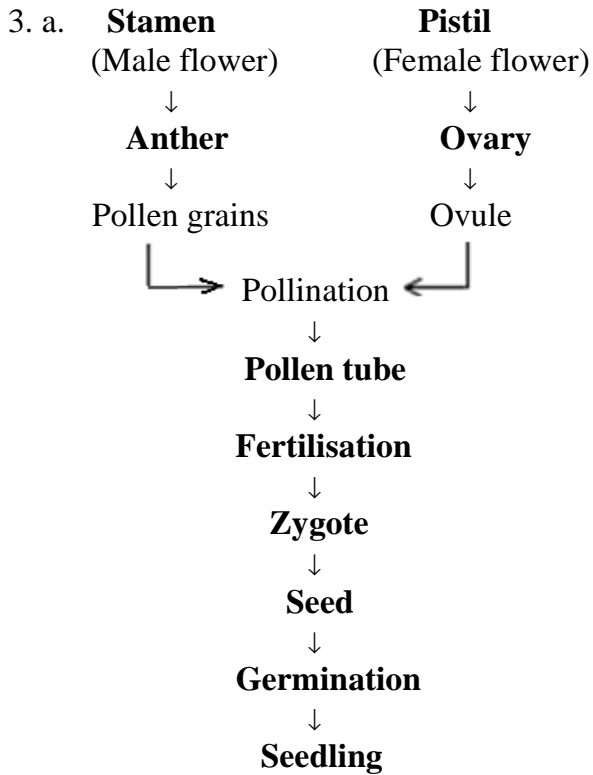 3. a. Stamen Pistil
(Male flower) (Female flower)
↓ ↓
Anther Ovary
↓ ↓
Pollen grains Ovule
Pollination
↓
Pollen tube
↓
Fertilisation
↓
Zygote
↓
Seed
↓
Germination
↓
Seedling